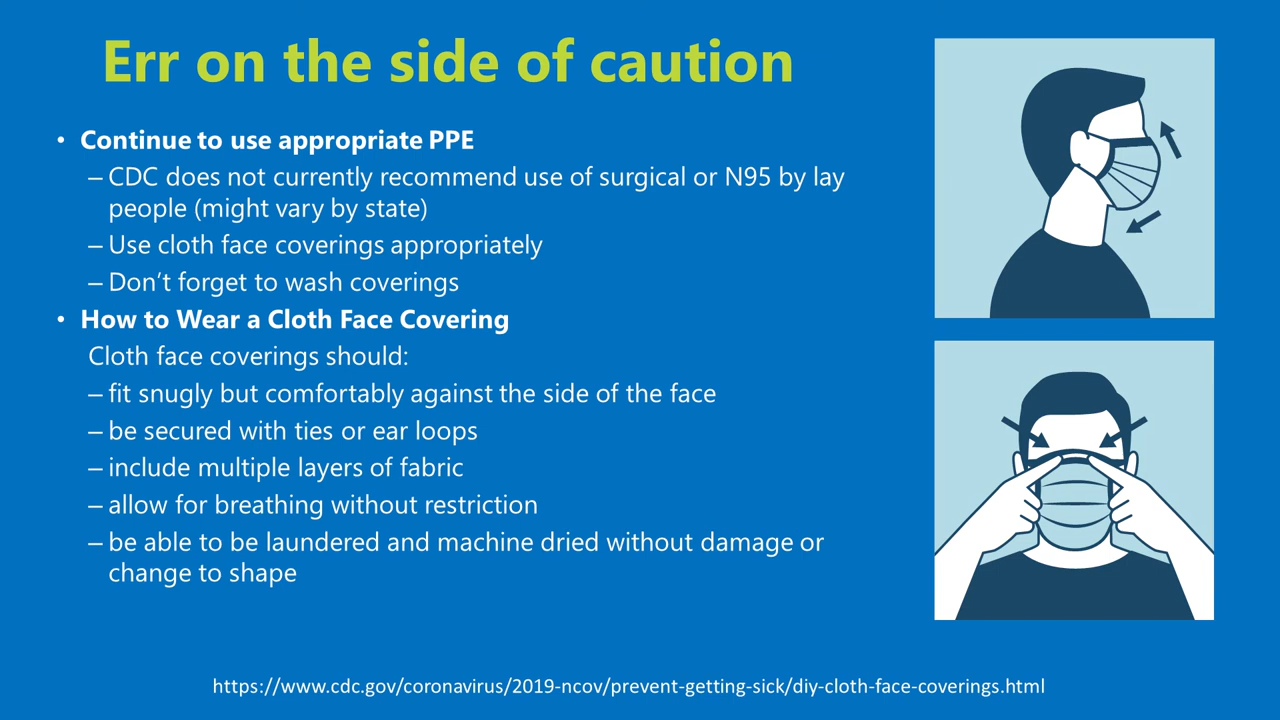 Err on the side of caution
• Continue to use appropriate PPE
– CDC does not currently recommend use of surgical or N95 by lay
people (might vary by state)
– Use cloth face coverings appropriately
– Don’t forget to wash coverings
• How to Wear a Cloth Face Covering
Cloth face coverings should:
– fit snugly but comfortably against the side of the face
– be secured with ties or ear loops
– include multiple layers of fabric
– allow for breathing without restriction
– be able to be laundered and machine dried without damage or
change to shape
https://www.cdc.gov/coronavirus/2019-ncov/prevent-getting-sick/diy-cloth-face-coverings.html